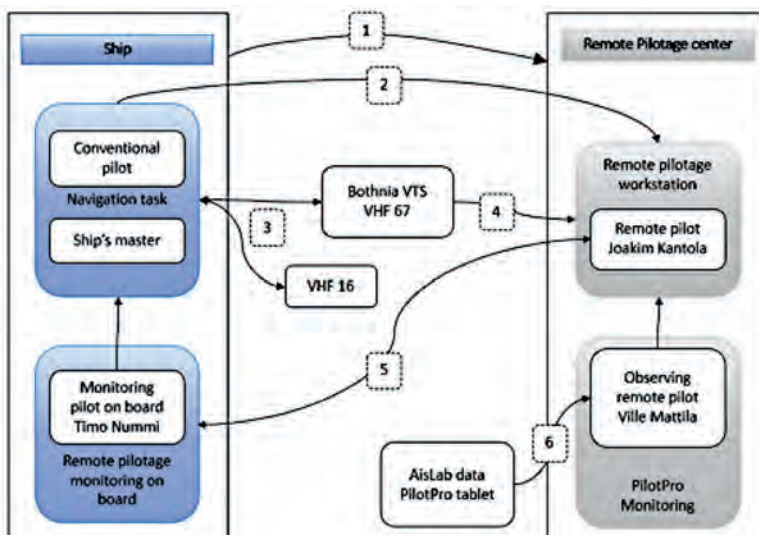 Ship
1
Remote Pilotage center
2
Conventional
pilot
Navigation task
Ship's master
Bothnia VTS
VHF 67
3
VHF 16
4
Remote pilotage
workstation
Remote pilot
Joakim Kantola
5
Monitoring
pilot on board
Timo Nummi
Remote pilotage
monitoring on
board
AisLab data
PilotPro tablet
6
Observing
remote pilot
Ville Mattila
PilotPro
Monitoring